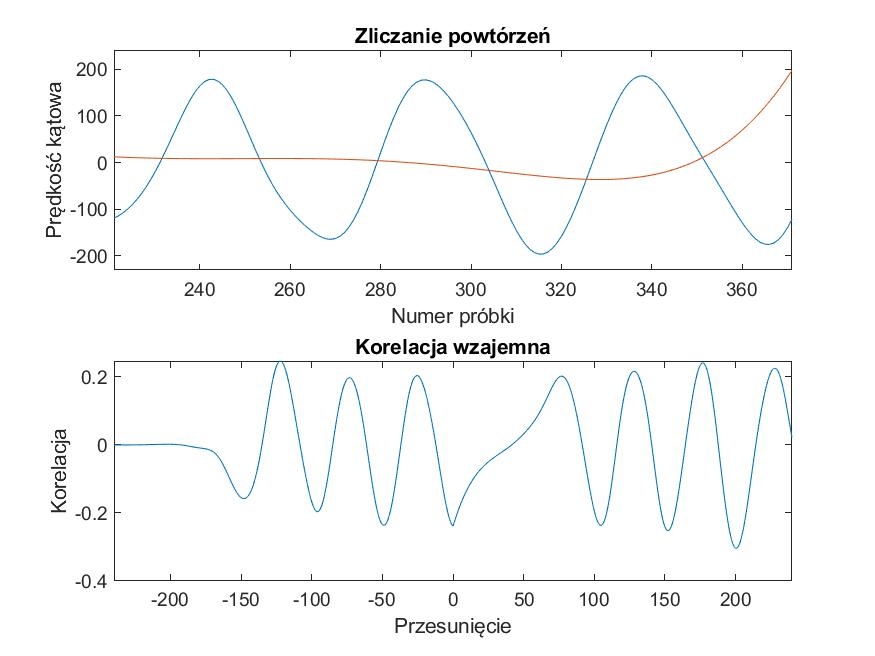 Zliczanie powtórzeń
Prędkość kątowa
200
100
0
-100
-200
240 260 280 300 320 340 360
Numer próbki
Korelacja wzajemna
Korelacja
0.2
0
-0.2
-0.4
-200 -150 -100 -50 0 50 100 150 200
Przesunięcie